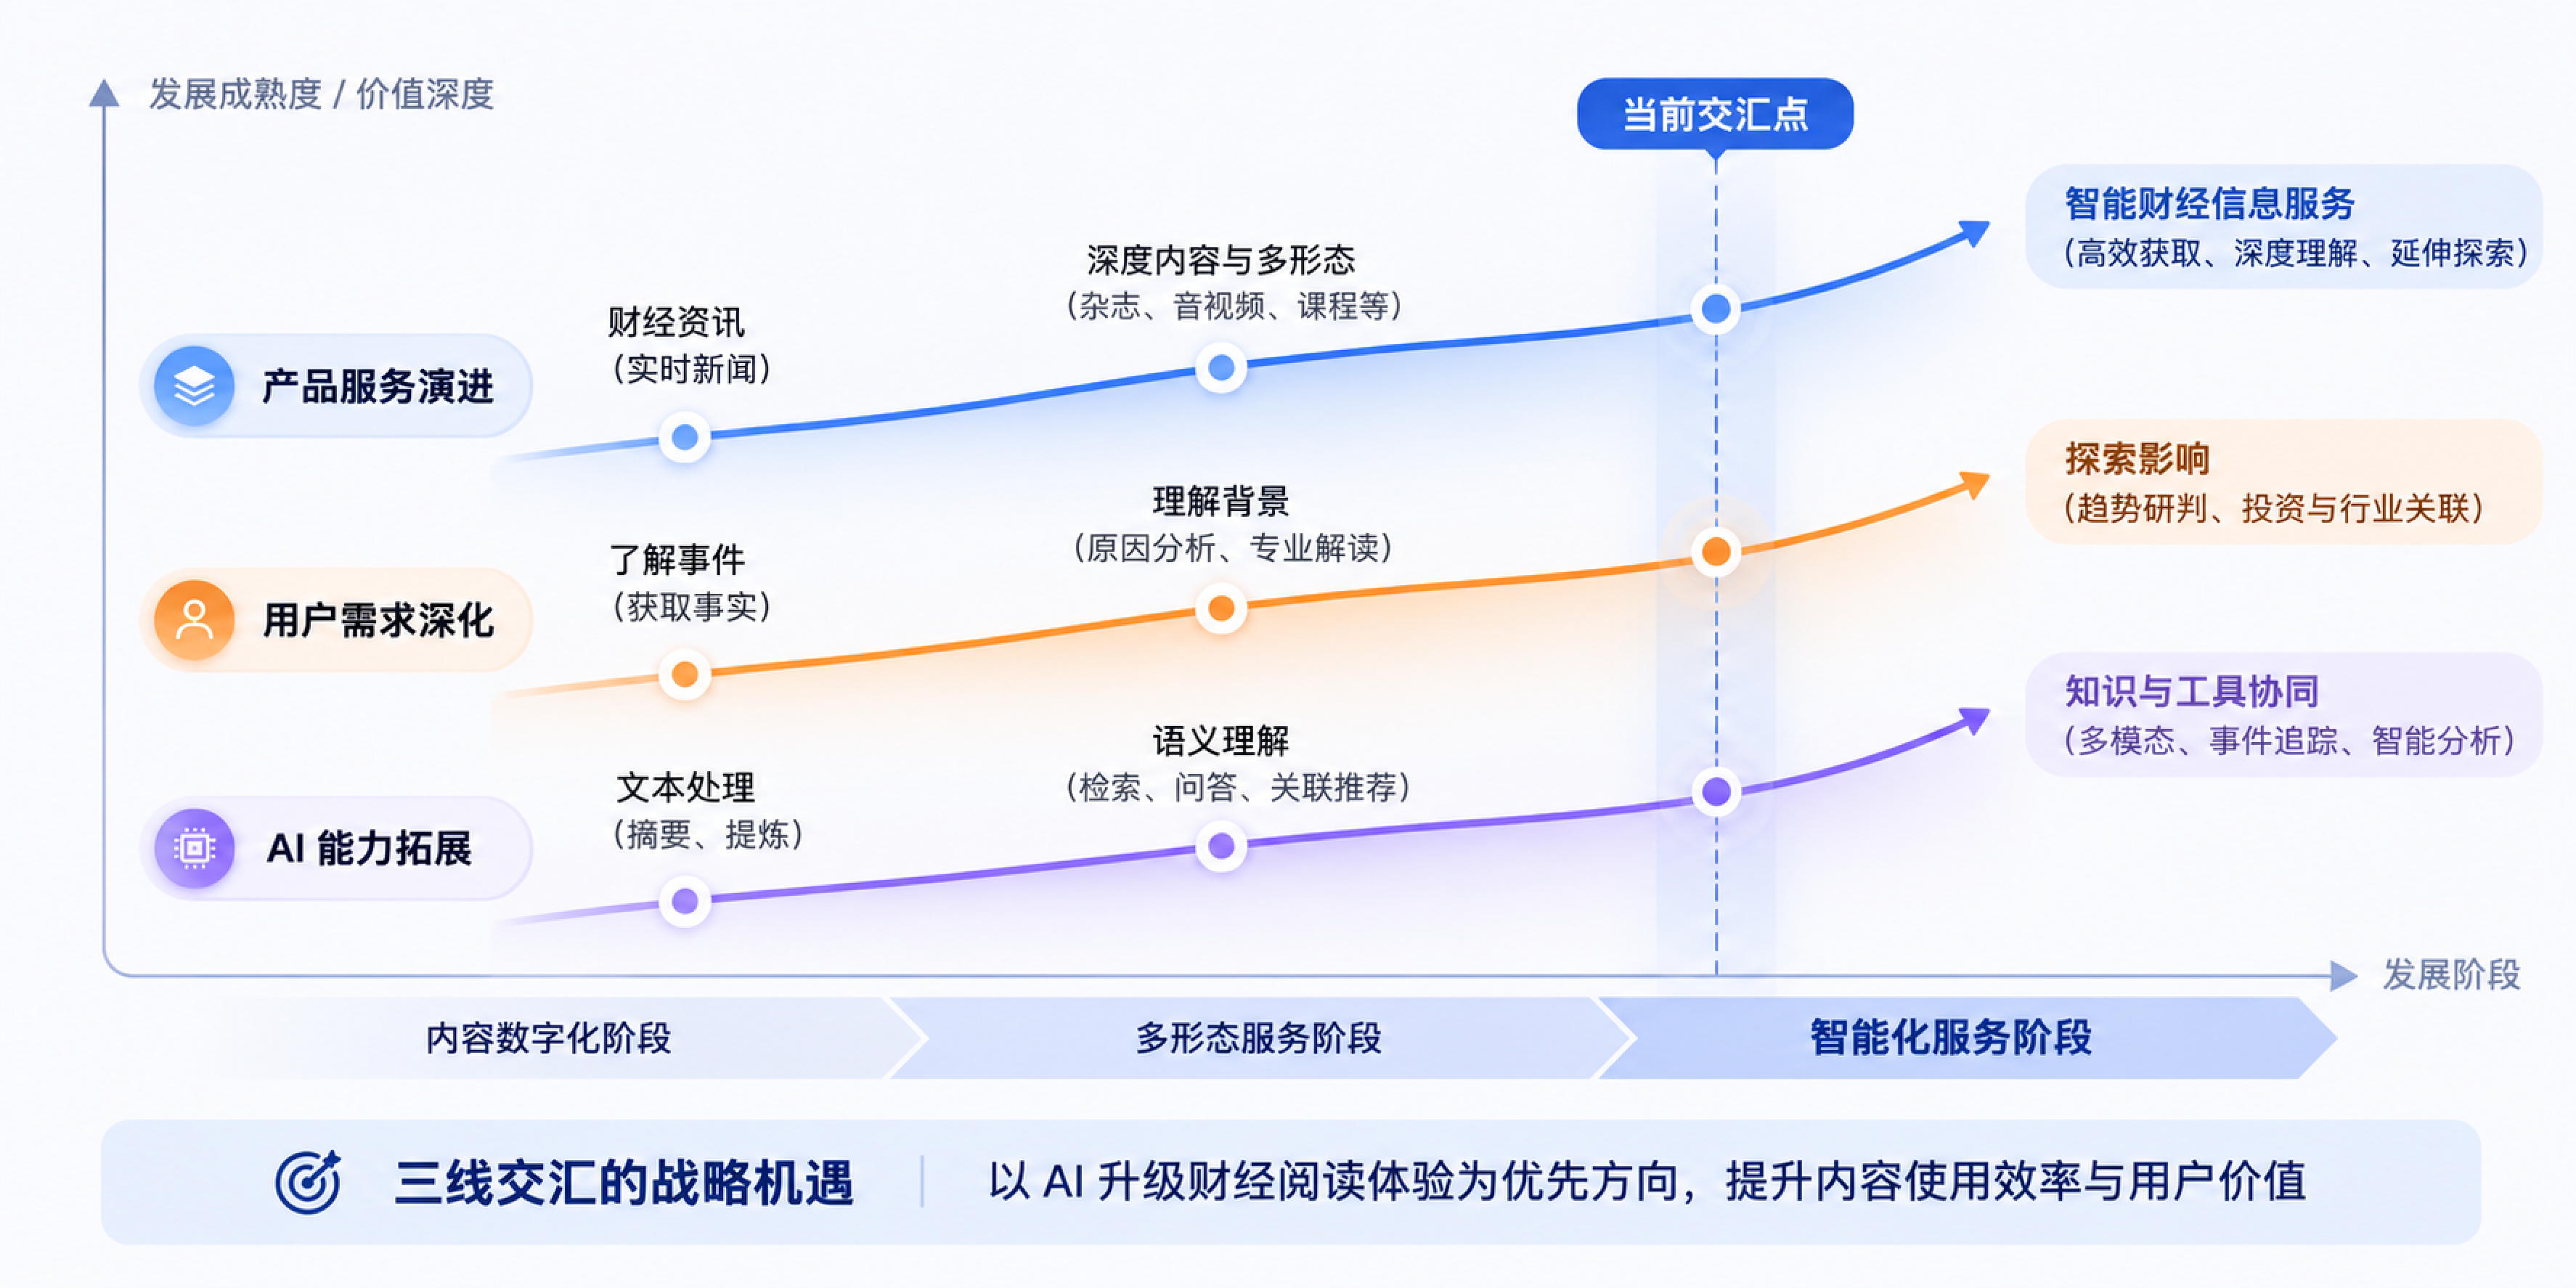 发展成熟度 / 价值深度
当前交汇点
产品服务演进
财经资讯
(实时新闻)
深度内容与多形态
(杂志、音视频、课程等)
智能财经信息服务
(高效获取、深度理解、延伸探索)
用户需求深化
了解事件
(获取事实)
理解背景
(原因分析、专业解读)
探索影响
(趋势研判、投资与行业关联)
AI 能力拓展
文本处理
(摘要、提炼)
语义理解
(检索、问答、关联推荐)
知识与工具协同
(多模态、事件追踪、智能分析)
发展阶段
内容数字化阶段
多形态服务阶段
智能化服务阶段
三线交汇的战略机遇
以 AI 升级财经阅读体验为优先方向，提升内容使用效率与用户价值